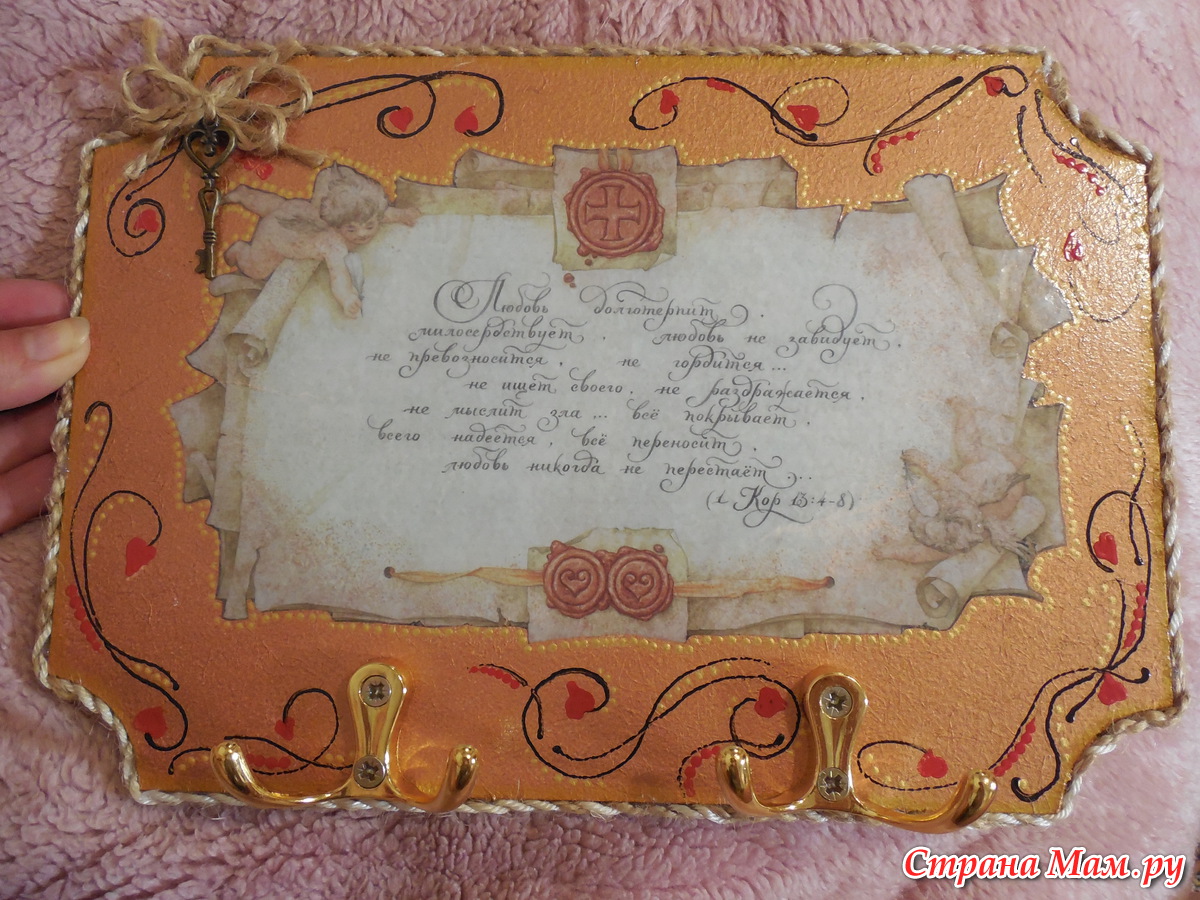 Любовь долготерпит,
милосердствует, любовь не завидует,
не превозносится, не гордится...
не ищет своего, не раздражается,
не мыслит зла... всё покрывает,
всего надеется, всё переносит,
любовь никогда не перестаёт...
(1 Кор 13:4-8)
Страна Мам.ру